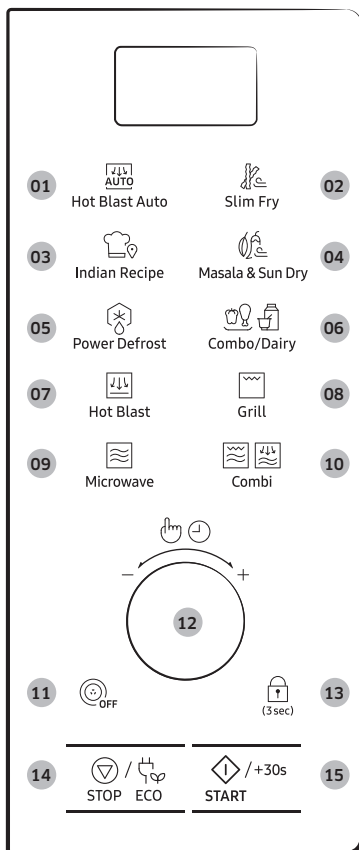 AUTO
01 Hot Blast Auto Slim Fry 02
03 Indian Recipe Masala & Sun Dry 04
05 Power Defrost Combo/Dairy 06
07 Hot Blast Grill 08
09 Microwave Combi 10
− +
12
11 OFF (3 sec) 13
14 / /+30s 15
STOP ECO START